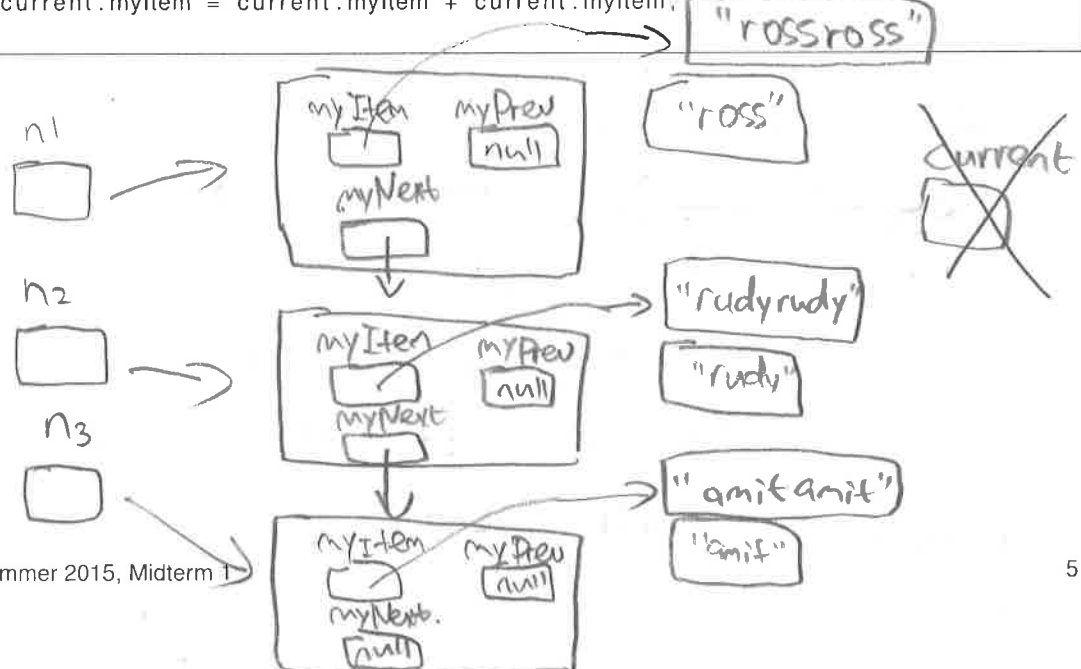 current.myItem = current.myItem + current.myItem;
"rossross"
n1
myItem myPrev
null
"ross"
current
myNext
n2
"rudyrudy"
myItem myPrev
null
"rudy"
myNext
n3
"amitamit"
myItem myPrev
null
"amit"
mmer 2015, Midterm 1
5
myNext.
null